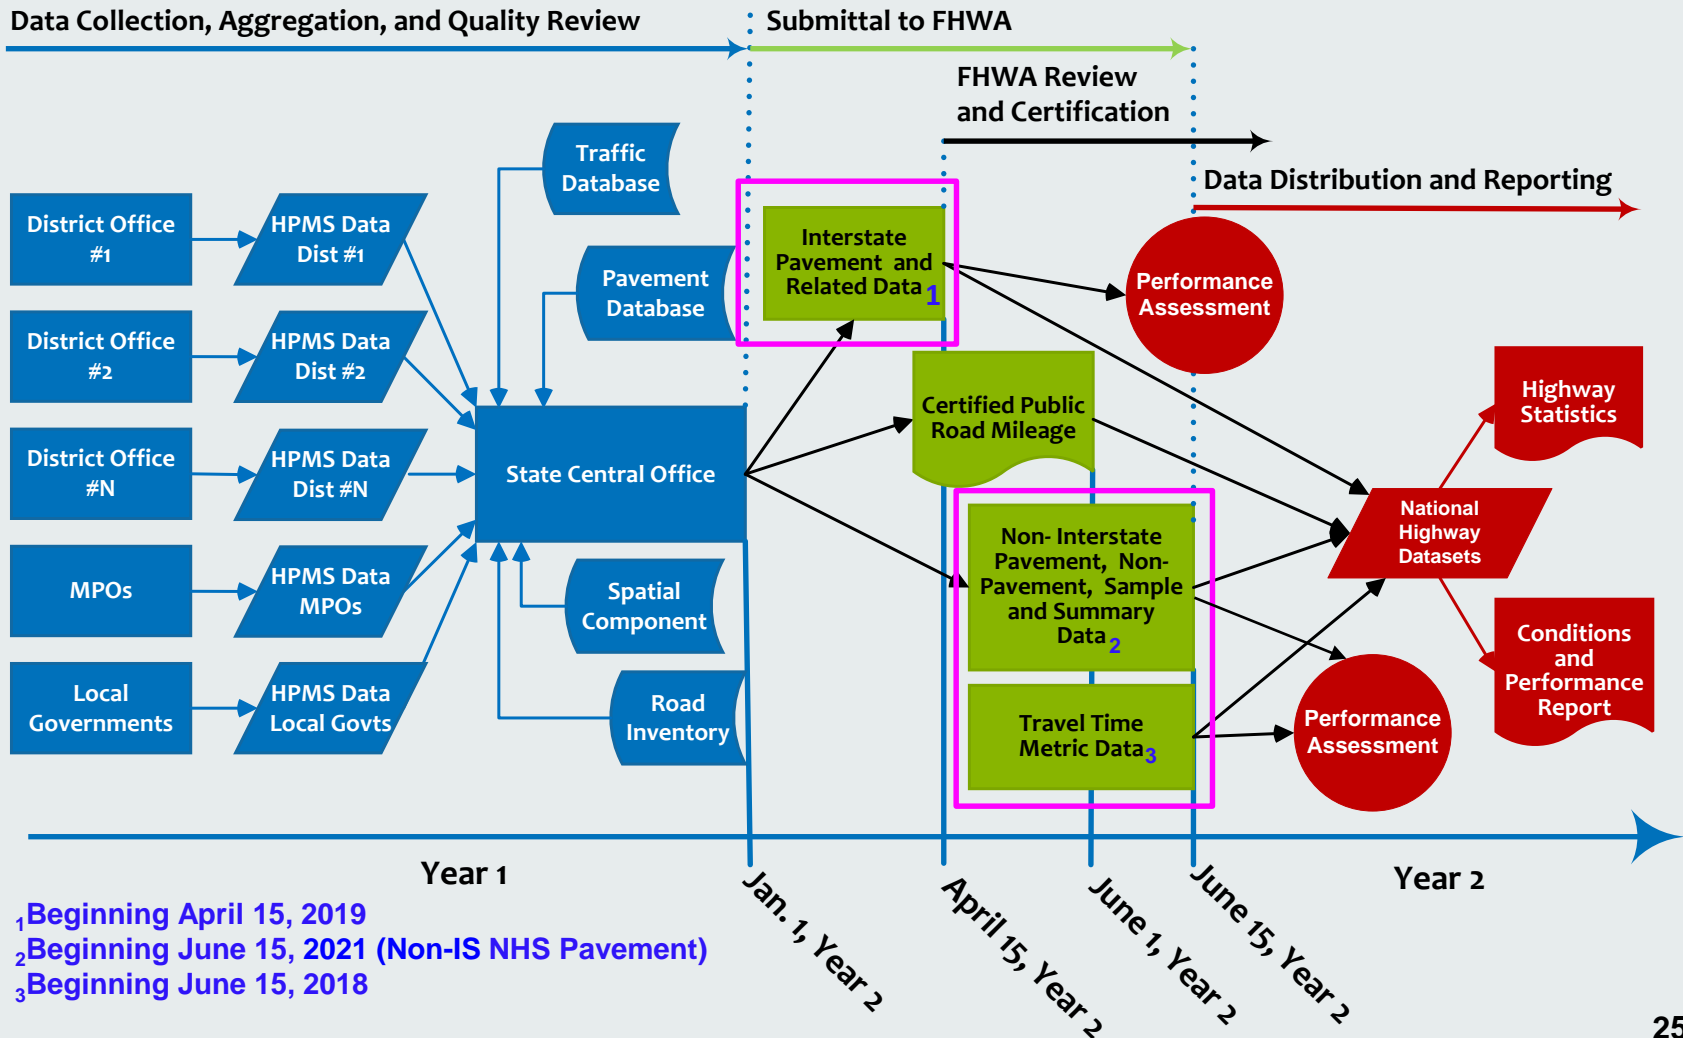 Data Collection, Aggregation, and Quality Review
Submittal to FHWA
FHWA Review
and Certification
Data Distribution and Reporting
District Office
#1
HPMS Data
Dist #1
District Office
#2
HPMS Data
Dist #2
District Office
#N
HPMS Data
Dist #N
MPOs
HPMS Data
MPOs
Local
Governments
HPMS Data
Local Govts
Traffic
Database
Pavement
Database
State Central Office
Spatial
Component
Road
Inventory
Interstate
Pavement and
Related Data 1
Certified Public
Road Mileage
Non- Interstate
Pavement, Non-
Pavement, Sample
and Summary
Data 2
Travel Time
Metric Data 3
Performance
Assessment
Performance
Assessment
National
Highway
Datasets
Highway
Statistics
Conditions
and
Performance
Report
Year 1
Jan. 1, Year 2
April 15, Year 2
June 1, Year 2
June 15, Year 2
Year 2
1 Beginning April 15, 2019
2 Beginning June 15, 2021 (Non-IS NHS Pavement)
3 Beginning June 15, 2018
25